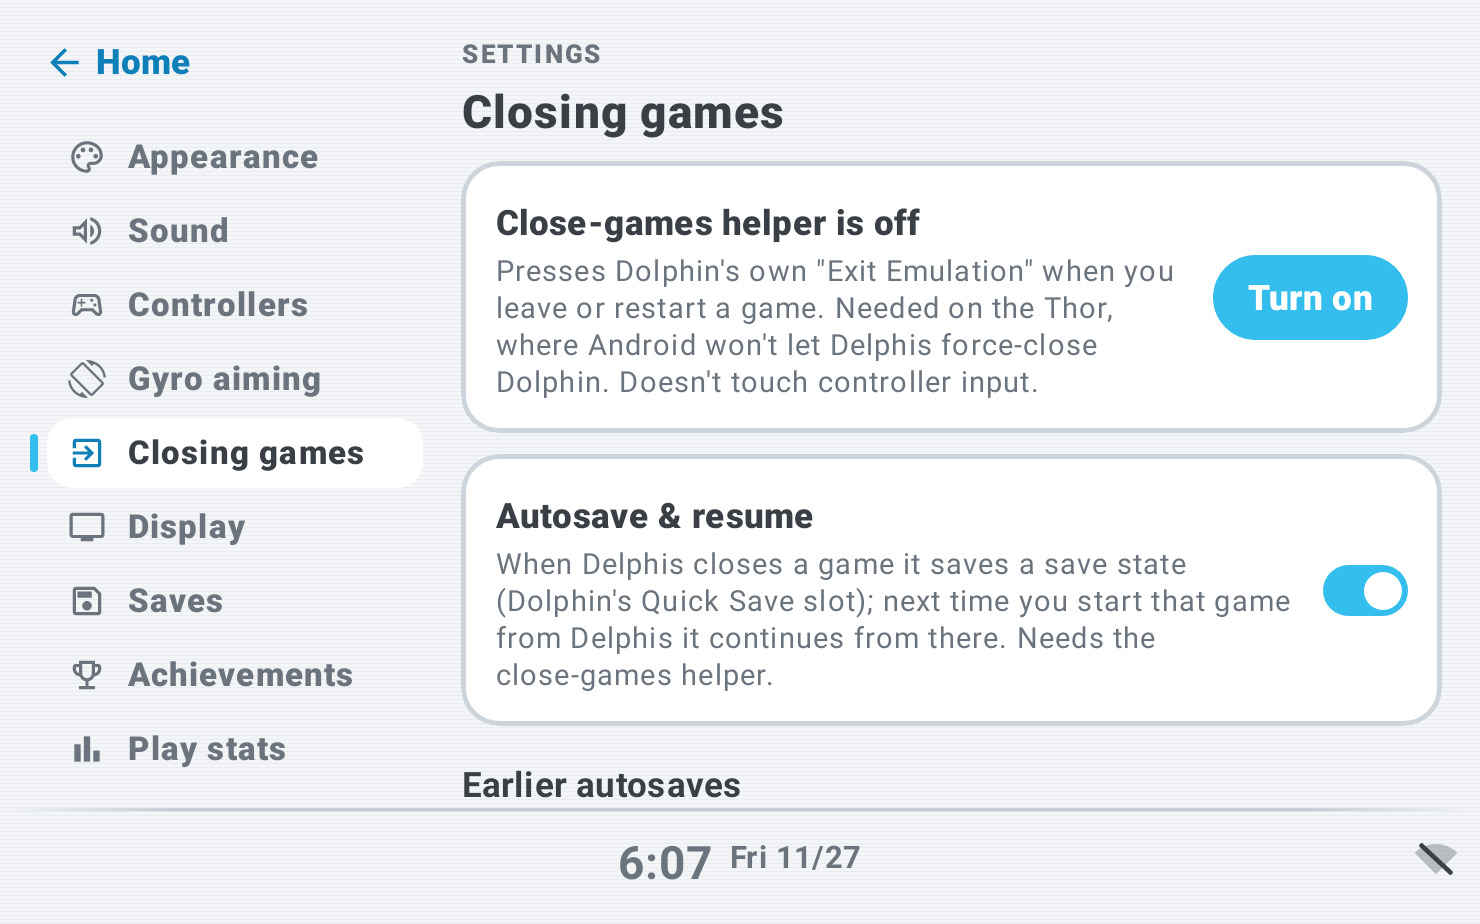 Home
Appearance
Sound
Controllers
Gyro aiming
Closing games
Display
Saves
Achievements
Play stats
SETTINGS
Closing games
Close-games helper is off
Presses Dolphin's own "Exit Emulation" when you
leave or restart a game. Needed on the Thor,
where Android won't let Delphis force-close
Dolphin. Doesn't touch controller input.
Turn on
Autosave & resume
When Delphis closes a game it saves a save state
(Dolphin's Quick Save slot); next time you start that game
from Delphis it continues from there. Needs the
close-games helper.
Earlier autosaves
6:07 Fri 11/27